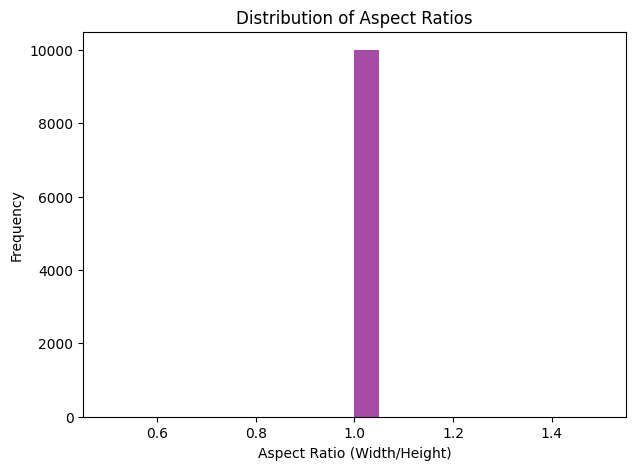 Distribution of Aspect Ratios
10000
8000
6000
4000
2000
0
Frequency
0.6 0.8 1.0 1.2 1.4
Aspect Ratio (Width/Height)